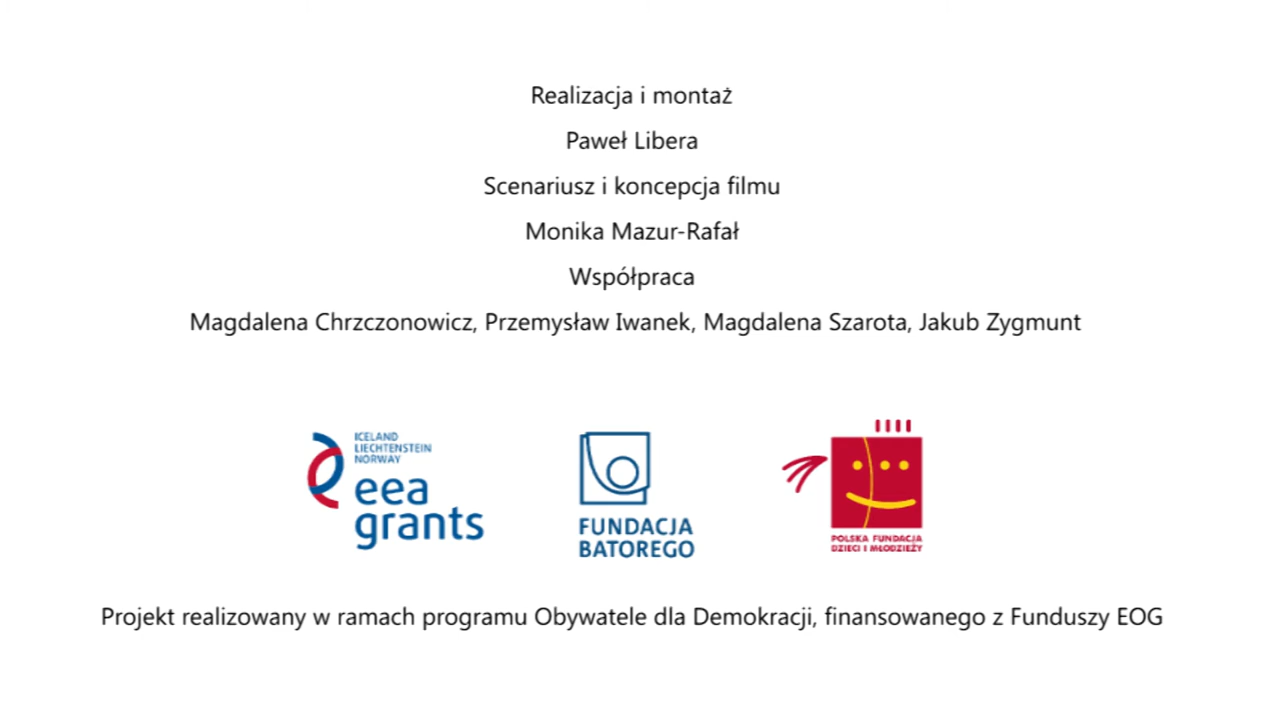 Realizacja i montaż
Paweł Libera
Scenariusz i koncepcja filmu
Monika Mazur-Rafał
Współpraca
Magdalena Chrzczonowicz, Przemysław Iwanek, Magdalena Szarota, Jakub Zygmunt
ICELAND
LIECHTENSTEIN
NORWAY
eea
grants
FUNDACJA
BATOREGO
POLSKA FUNDACJA
DZIECI I MŁODZIEŻY
Projekt realizowany w ramach programu Obywatele dla Demokracji, finansowanego z Funduszy EOG